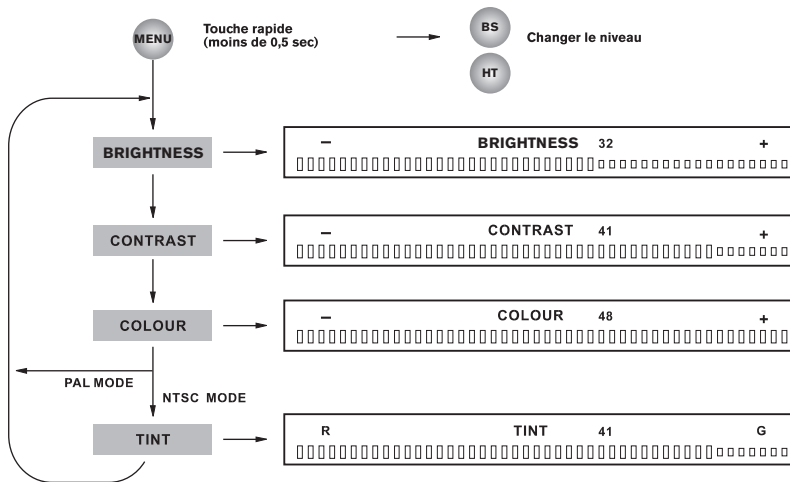 MENU
Touche rapide
(moins de 0,5 sec)
BS
HT
Changer le niveau
BRIGHTNESS
– BRIGHTNESS 32 +
CONTRAST
– CONTRAST 41 +
COLOUR
– COLOUR 48 +
PAL MODE
NTSC MODE
TINT
R TINT 41 G